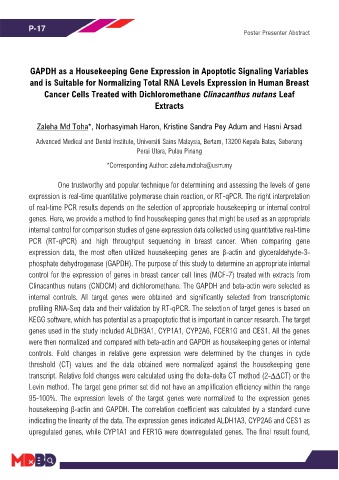 P-17
Poster Presenter Abstract
GAPDH as a Housekeeping Gene Expression in Apoptotic Signaling Variables
and is Suitable for Normalizing Total RNA Levels Expression in Human Breast
Cancer Cells Treated with Dichloromethane Clinacanthus nutans Leaf
Extracts
Zaleha Md Toha*, Norhasyimah Haron, Kristine Sandra Pey Adum and Hasni Arsad
Advanced Medical and Dental Institute, Universiti Sains Malaysia, Bertam, 13200 Kepala Batas, Seberang
Perai Utara, Pulau Pinang
*Corresponding Author: zaleha.mdtoha@usm.my
One trustworthy and popular technique for determining and assessing the levels of gene
expression is real-time quantitative polymerase chain reaction, or RT-qPCR. The right interpretation
of real-time PCR results depends on the selection of appropriate housekeeping or internal control
genes. Here, we provide a method to find housekeeping genes that might be used as an appropriate
internal control for comparison studies of gene expression data collected using quantitative real-time
PCR (RT-qPCR) and high throughput sequencing in breast cancer. When comparing gene
expression data, the most often utilized housekeeping genes are β-actin and glyceraldehyde-3-
phosphate dehydrogenase (GAPDH). The purpose of this study to determine an appropriate internal
control for the expression of genes in breast cancer cell lines (MCF-7) treated with extracts from
Clinacanthus nutans (CNDCM) and dichloromethane. The GAPDH and beta-actin were selected as
internal controls. All target genes were obtained and significantly selected from transcriptomic
profiling RNA-Seq data and their validation by RT-qPCR. The selection of target genes is based on
KEGG software, which has potential as a proapoptotic that is important in cancer research. The target
genes used in the study included ALDH3A1, CYP1A1, CYP2A6, FCER1G and CES1. All the genes
were then normalized and compared with beta-actin and GAPDH as housekeeping genes or internal
controls. Fold changes in relative gene expression were determined by the changes in cycle
threshold (CT) values and the data obtained were normalized against the housekeeping gene
transcript. Relative fold changes were calculated using the delta-delta CT method (2-ΔΔCT) or the
Levin method. The target gene primer set did not have an amplification efficiency within the range
95-100%. The expression levels of the target genes were normalized to the expression genes
housekeeping β-actin and GAPDH. The correlation coefficient was calculated by a standard curve
indicating the linearity of the data. The expression genes indicated ALDH1A3, CYP2A6 and CES1 as
upregulated genes, while CYP1A1 and FER1G were downregulated genes. The final result found,